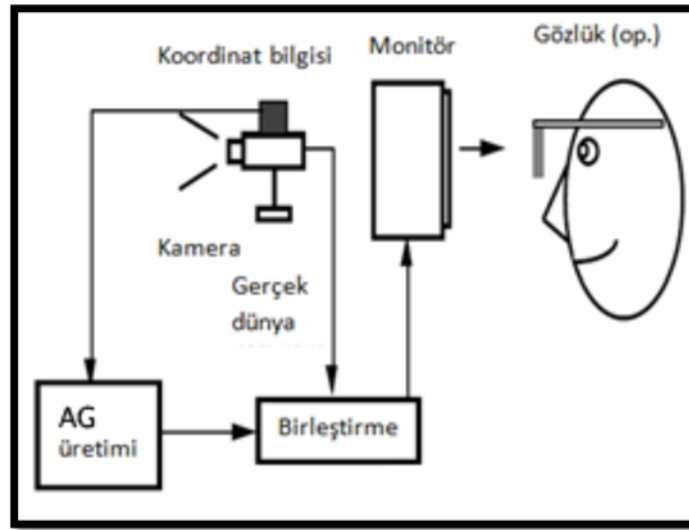 Koordinat bilgisi
Monitör
Gözlük (op.)
Kamera
Gerçek
dünya
AG
üretimi
Birleştirme